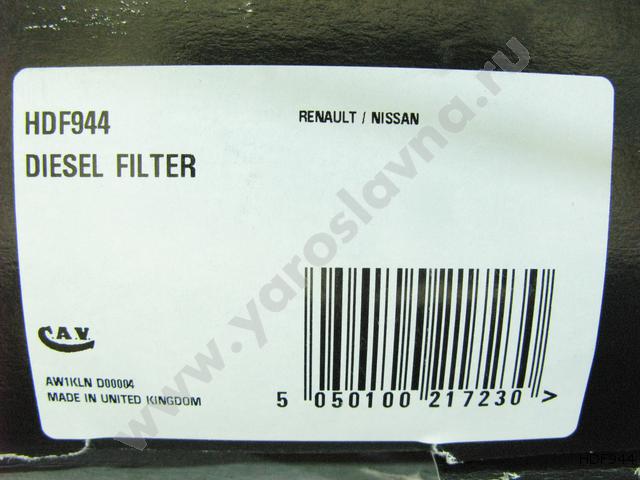 HDF944
DIESEL FILTER
RENAULT / NISSAN
C.A.V.
AW1KLN D00004
MADE IN UNITED KINGDOM
5 050100 217230 >
www.yaroslavna.ru
HDF944